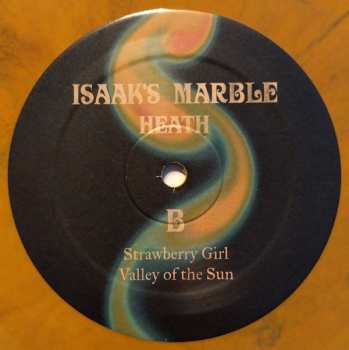 ISAAK'S MARBLE
HEATH
B
Strawberry Girl
Valley of the Sun